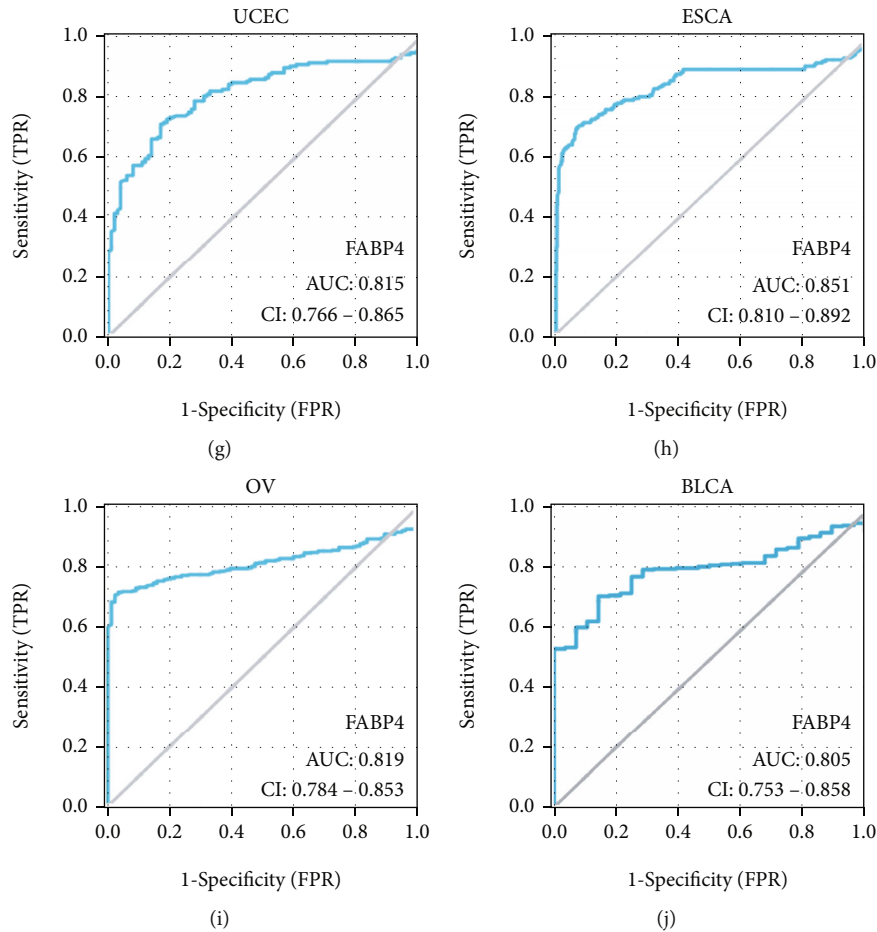 UCEC
1.0
0.8
0.6
0.4
0.2
0.0
Sensitivity (TPR)
FABP4
AUC: 0.815
CI: 0.766 – 0.865
0.0 0.2 0.4 0.6 0.8 1.0
1-Specificity (FPR)
(g)
ESCA
1.0
0.8
0.6
0.4
0.2
0.0
Sensitivity (TPR)
FABP4
AUC: 0.851
CI: 0.810 – 0.892
0.0 0.2 0.4 0.6 0.8 1.0
1-Specificity (FPR)
(h)
OV
1.0
0.8
0.6
0.4
0.2
0.0
Sensitivity (TPR)
FABP4
AUC: 0.819
CI: 0.784 – 0.853
0.0 0.2 0.4 0.6 0.8 1.0
1-Specificity (FPR)
(i)
BLCA
1.0
0.8
0.6
0.4
0.2
0.0
Sensitivity (TPR)
FABP4
AUC: 0.805
CI: 0.753 – 0.858
0.0 0.2 0.4 0.6 0.8 1.0
1-Specificity (FPR)
(j)